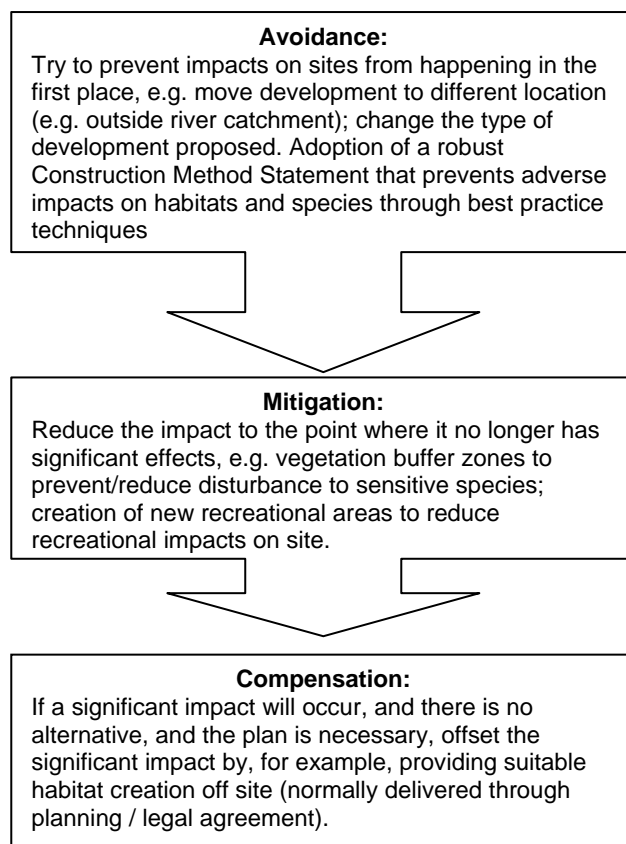 Avoidance:
Try to prevent impacts on sites from happening in the
first place, e.g. move development to different location
(e.g. outside river catchment); change the type of
development proposed. Adoption of a robust
Construction Method Statement that prevents adverse
impacts on habitats and species through best practice
techniques
Mitigation:
Reduce the impact to the point where it no longer has
significant effects, e.g. vegetation buffer zones to
prevent/reduce disturbance to sensitive species;
creation of new recreational areas to reduce
recreational impacts on site.
Compensation:
If a significant impact will occur, and there is no
alternative, and the plan is necessary, offset the
significant impact by, for example, providing suitable
habitat creation off site (normally delivered through
planning / legal agreement).